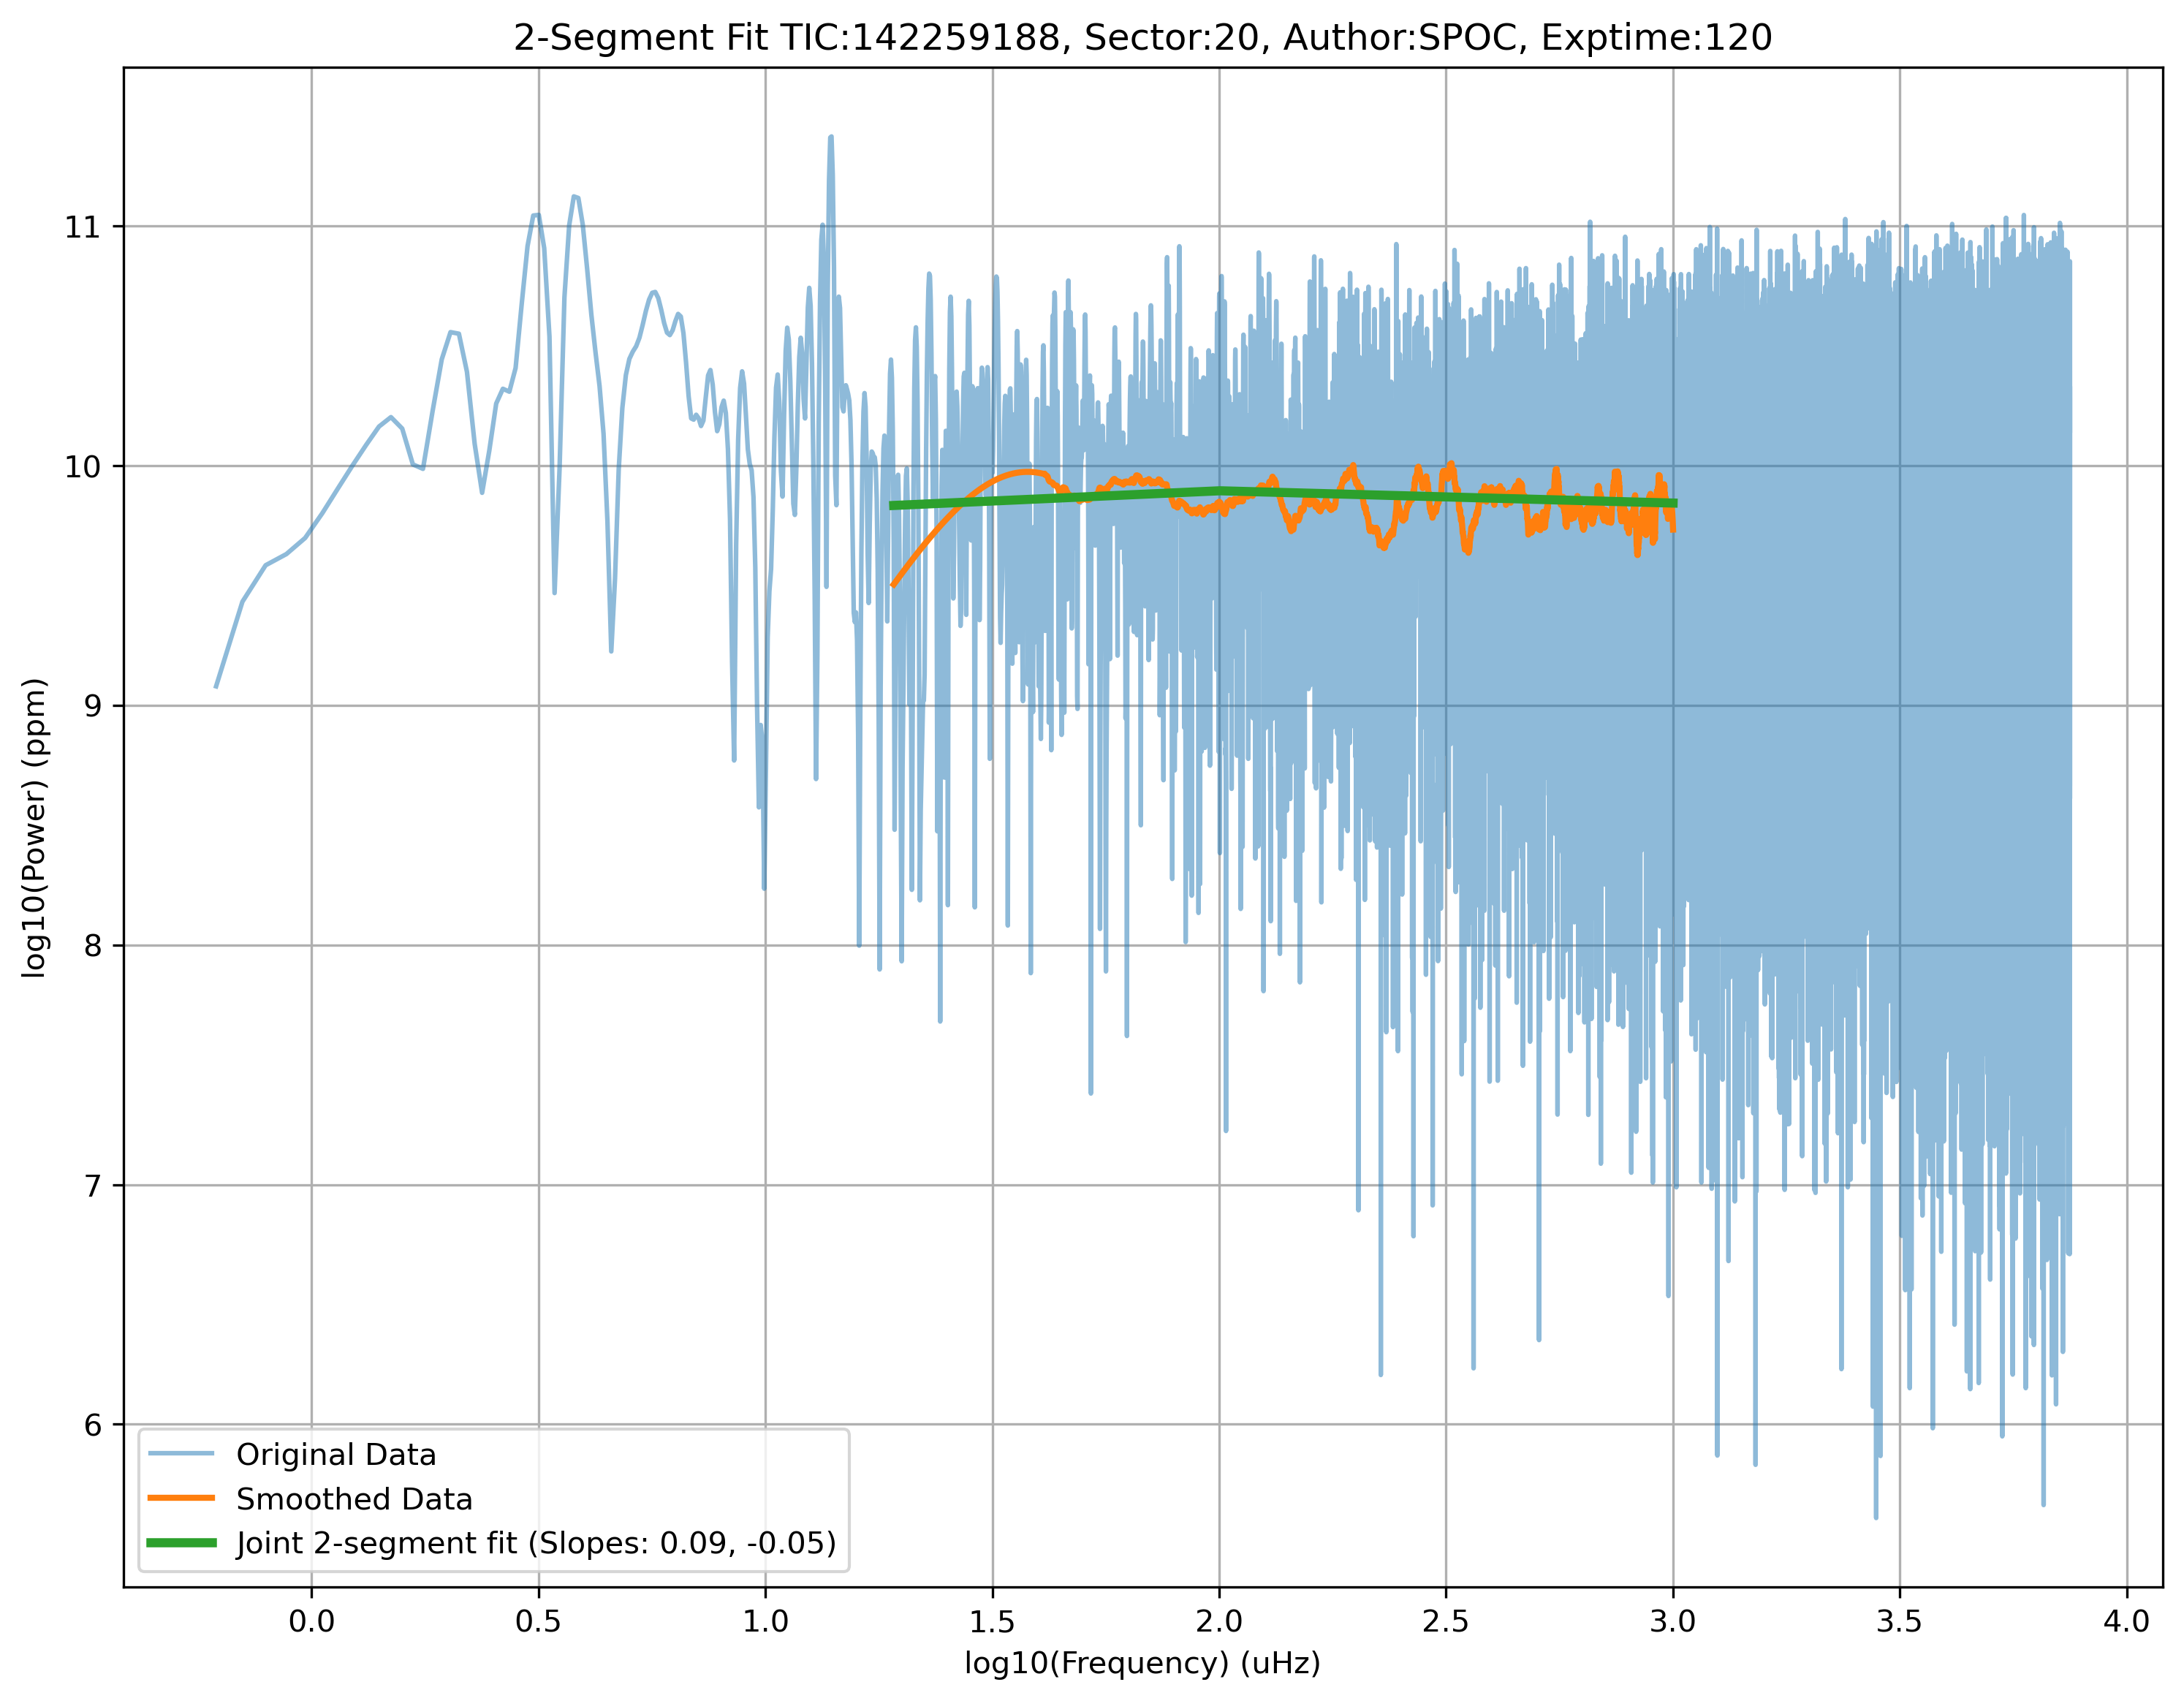 2-Segment Fit TIC:142259188, Sector:20, Author:SPOC, Exptime:120
log10(Power) (ppm)
11
10
9
8
7
6
Original Data
Smoothed Data
Joint 2-segment fit (Slopes: 0.09, -0.05)
0.0 0.5 1.0 1.5 2.0 2.5 3.0 3.5 4.0
log10(Frequency) (uHz)